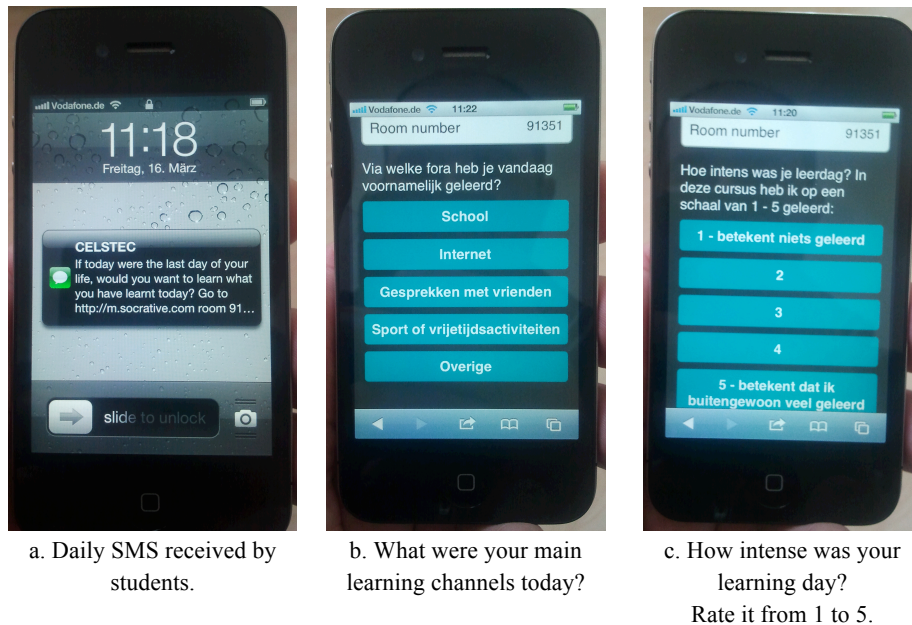 Vodafone.de
11:18
Freitag, 16. März
CELSTEC
If today were the last day of your
life, would you want to learn what
you have learnt today? Go to
http://m.socrative.com room 91...
slide to unlock
a. Daily SMS received by
students.
Vodafone.de 11:22
Room number 91351
Via welke fora heb je vandaag
voornamelijk geleerd?
School
Internet
Gesprekken met vrienden
Sport of vrijetijdsactiviteiten
Overige
b. What were your main
learning channels today?
Vodafone.de 11:20
Room number 91351
Hoe intens was je leerdag? In
deze cursus heb ik op een
schaal van 1 - 5 geleerd:
1 - betekent niets geleerd
2
3
4
5 - betekent dat ik
buitengewoon veel geleerd
c. How intense was your
learning day?
Rate it from 1 to 5.